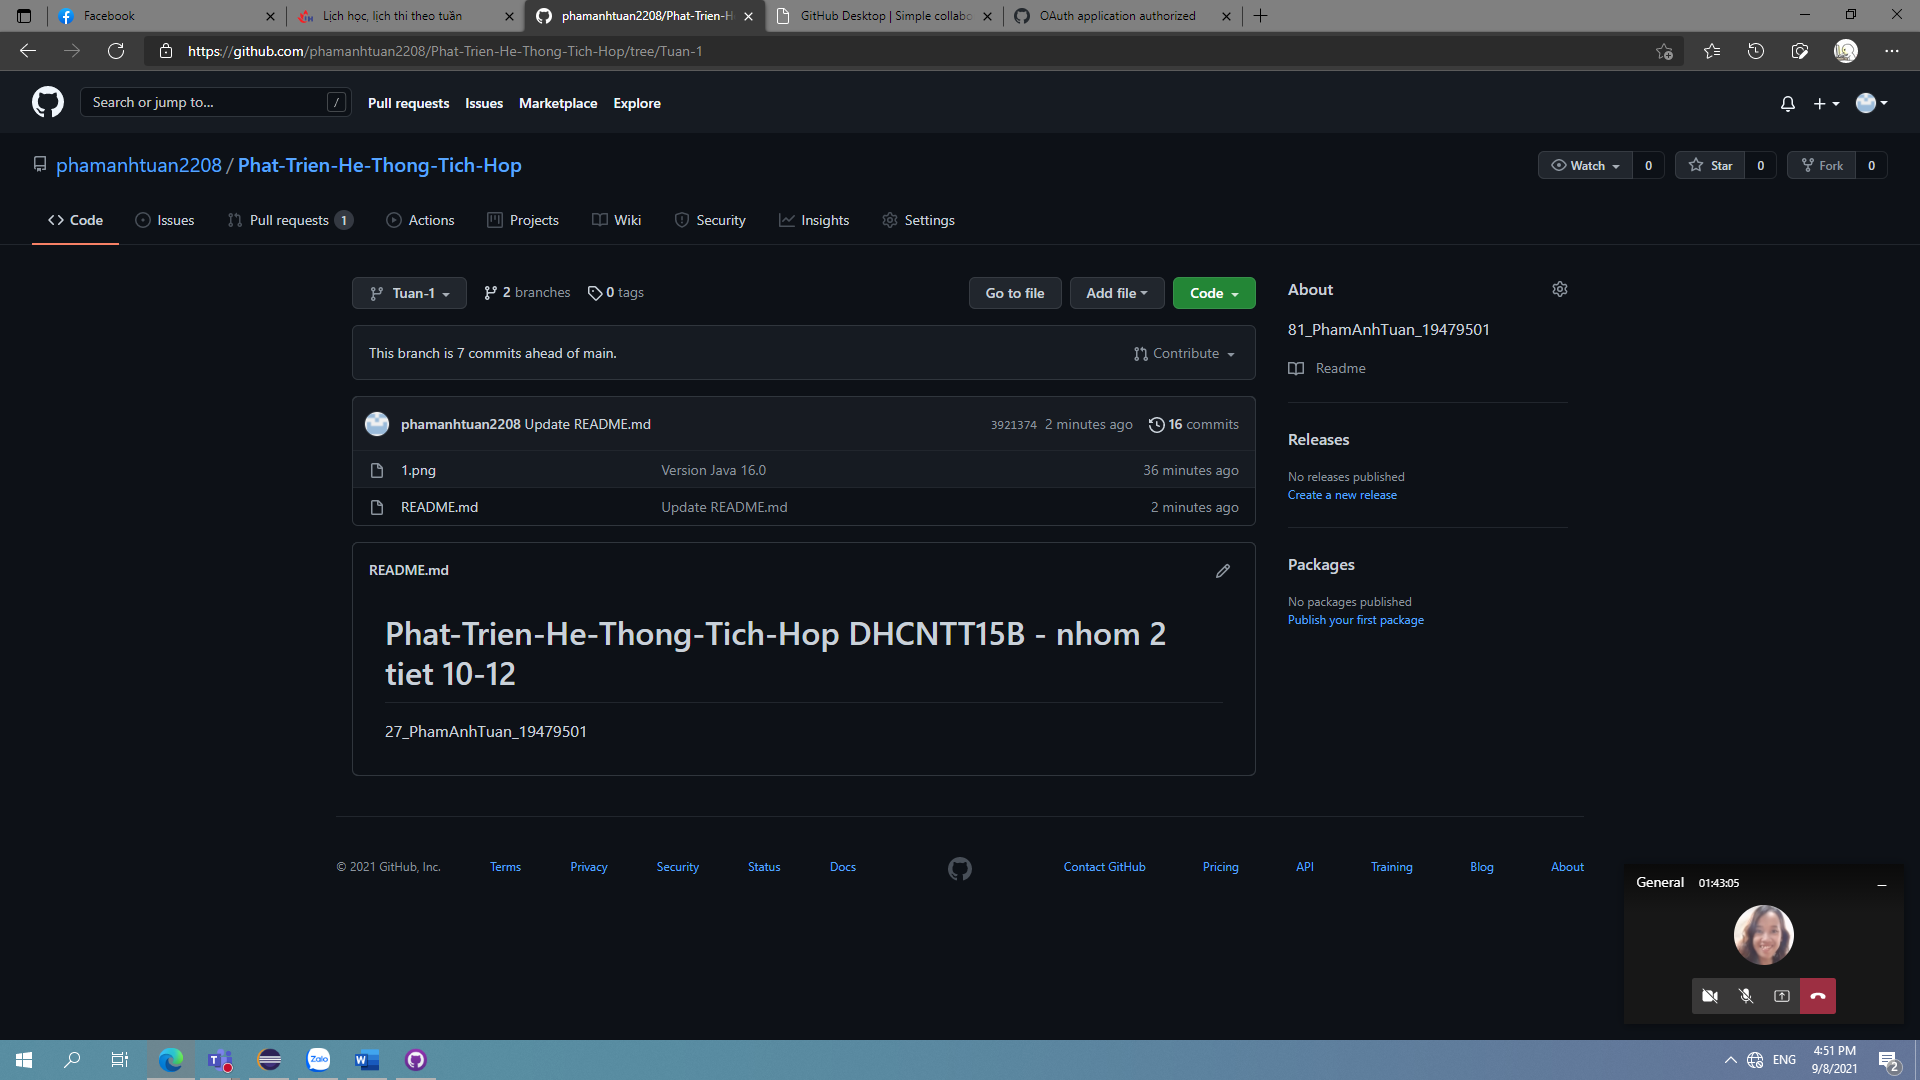 Facebook
Lịch học, lịch thi theo tuần
phamanhtuan2208/Phat-Trien-H
GitHub Desktop | Simple collabo
OAuth application authorized
https://github.com/phamanhtuan2208/Phat-Trien-He-Thong-Tich-Hop/tree/Tuan-1
Search or jump to... /
Pull requests Issues Marketplace Explore
phamanhtuan2208 / Phat-Trien-He-Thong-Tich-Hop
Watch 0 Star 0 Fork 0
Code Issues Pull requests 1 Actions Projects Wiki Security Insights Settings
Tuan-1 2 branches 0 tags Go to file Add file Code
This branch is 7 commits ahead of main. Contribute
phamanhtuan2208 Update README.md 3921374 2 minutes ago 16 commits
1.png Version Java 16.0 36 minutes ago
README.md Update README.md 2 minutes ago
README.md
Phat-Trien-He-Thong-Tich-Hop DHCNTT15B - nhom 2
tiet 10-12
27_PhamAnhTuan_19479501
About
81_PhamAnhTuan_19479501
Readme
Releases
No releases published
Create a new release
Packages
No packages published
Publish your first package
© 2021 GitHub, Inc. Terms Privacy Security Status Docs Contact GitHub Pricing API Training Blog About
General 01:43:05
T
Zalo
W
ENG
4:51 PM
9/8/2021
2